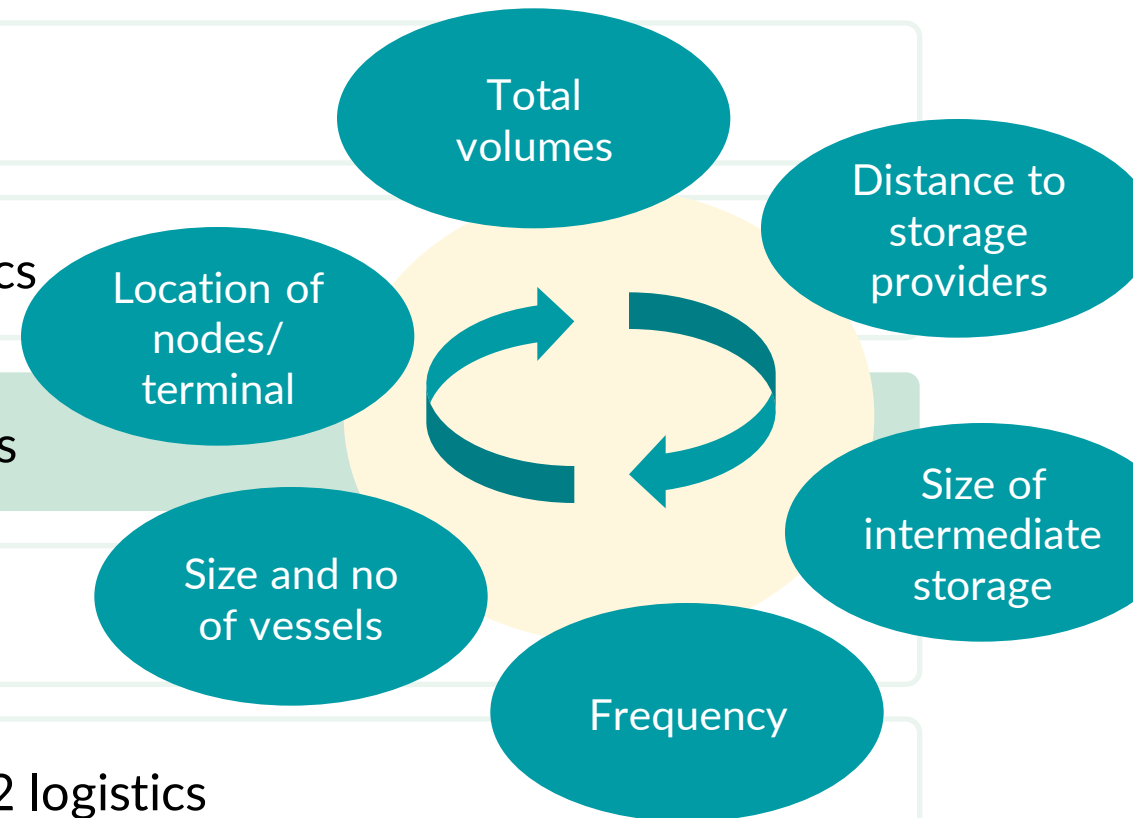 Total
volumes
Distance to
storage
providers
cs
Location of
nodes/
terminal
s
Size of
intermediate
storage
Size and no
of vessels
Frequency
2 logistics